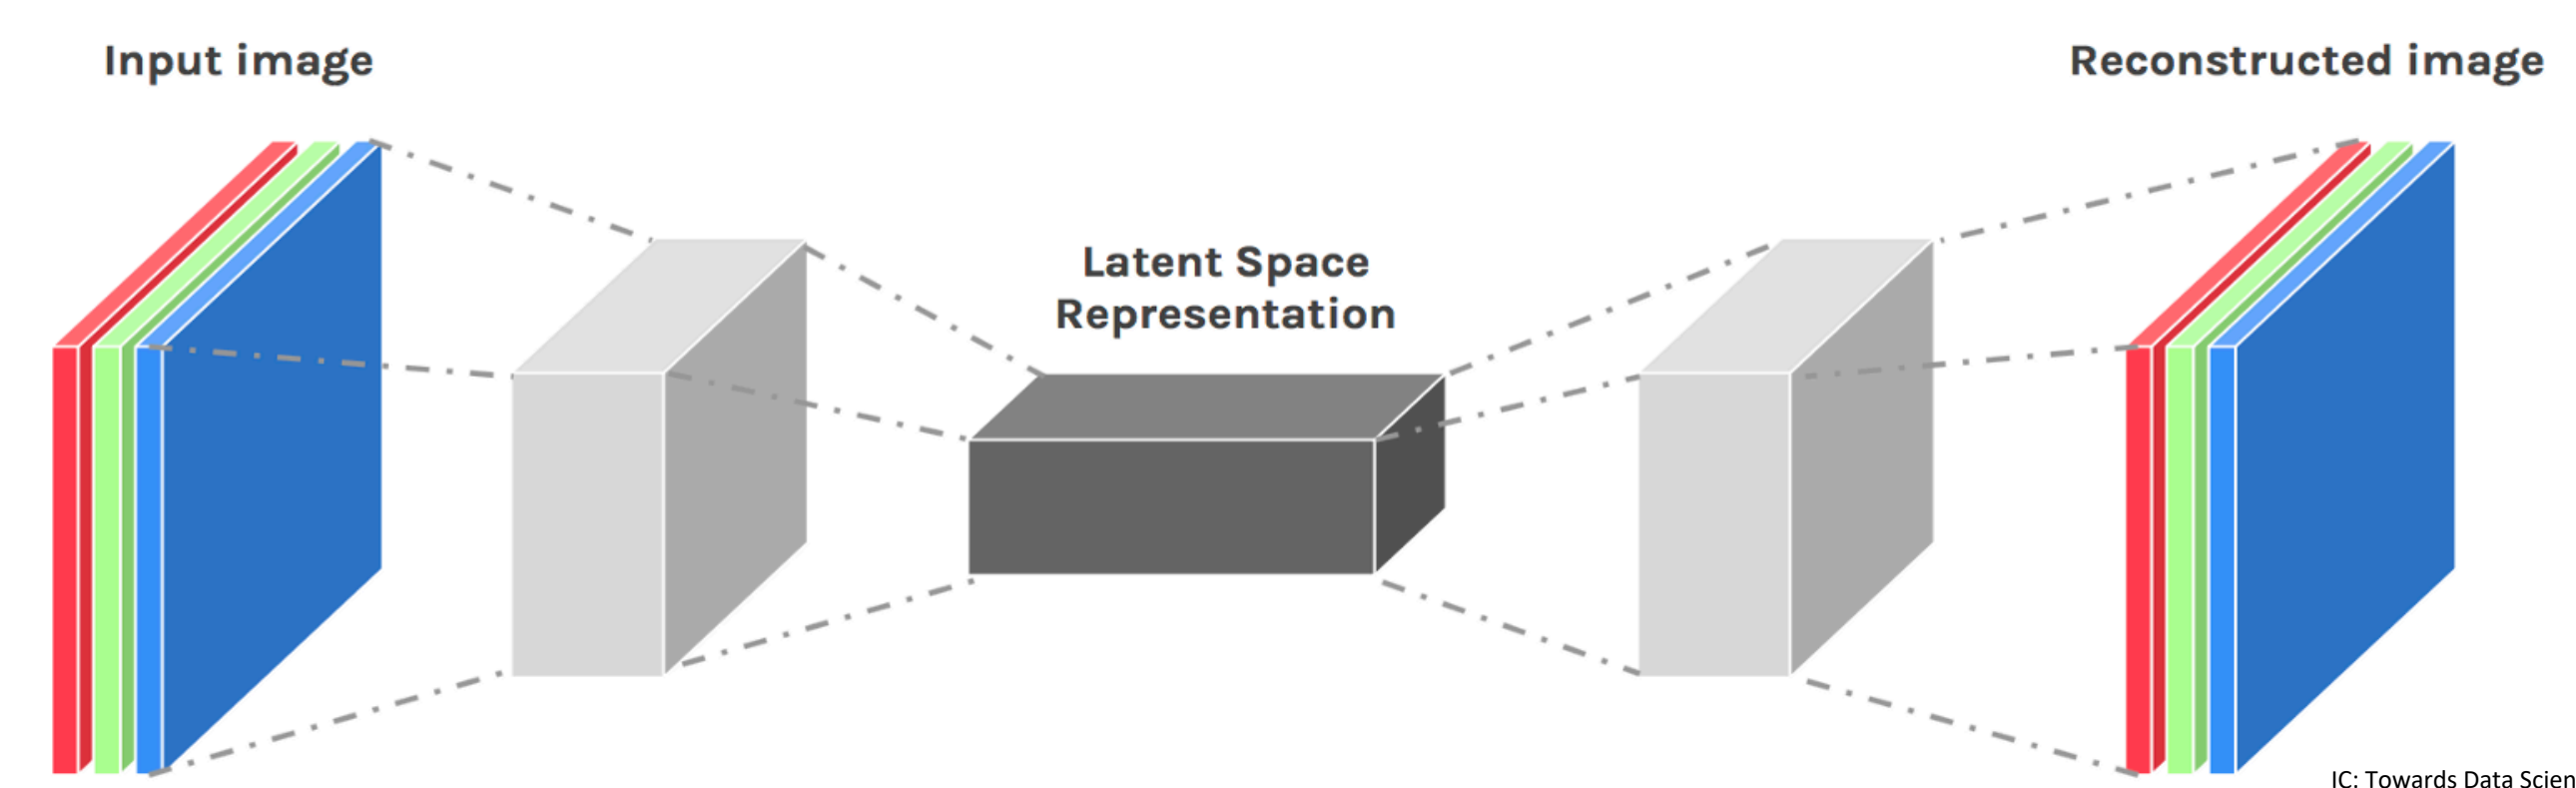 Input image
Reconstructed image
Latent Space
Representation
IC: Towards Data Scien